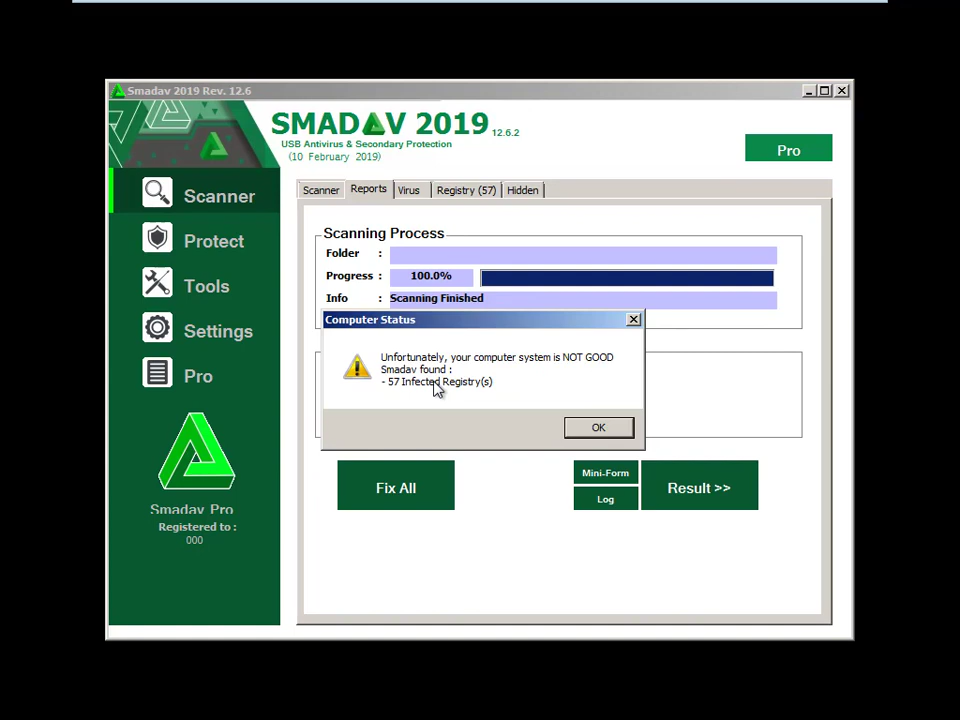 Smadav 2019 Rev. 12.6
SMADAV 2019 12.6.2
USB Antivirus & Secondary Protection
(10 February 2019)
Pro
Scanner
Protect
Tools
Settings
Pro
Smadav Pro
Registered to :
000
Scanner Reports Virus Registry (57) Hidden
Scanning Process
Folder :
Progress : 100.0%
Info : Scanning Finished
Computer Status
Unfortunately, your computer system is NOT GOOD
Smadav found :
- 57 Infected Registry(s)
OK
Fix All
Mini-Form
Log
Result >>